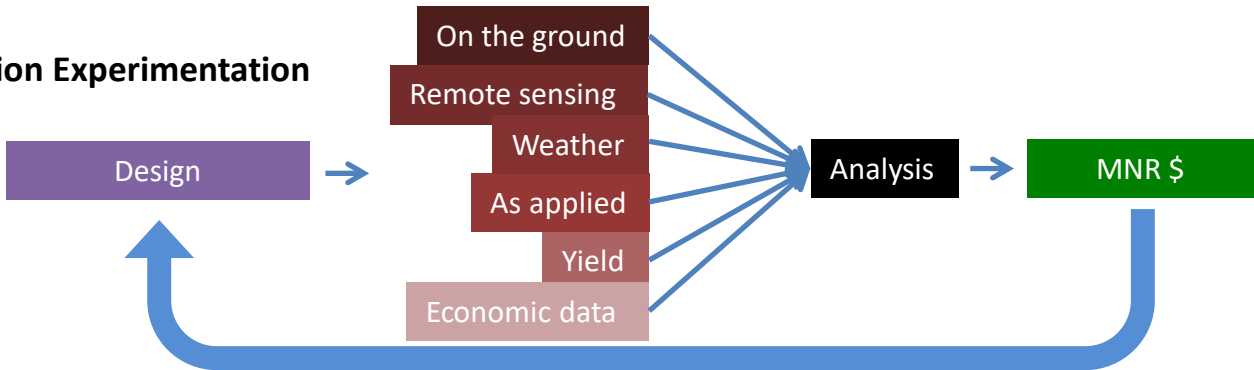 ion Experimentation
Design
On the ground
Remote sensing
Weather
As applied
Yield
Economic data
Analysis
MNR $